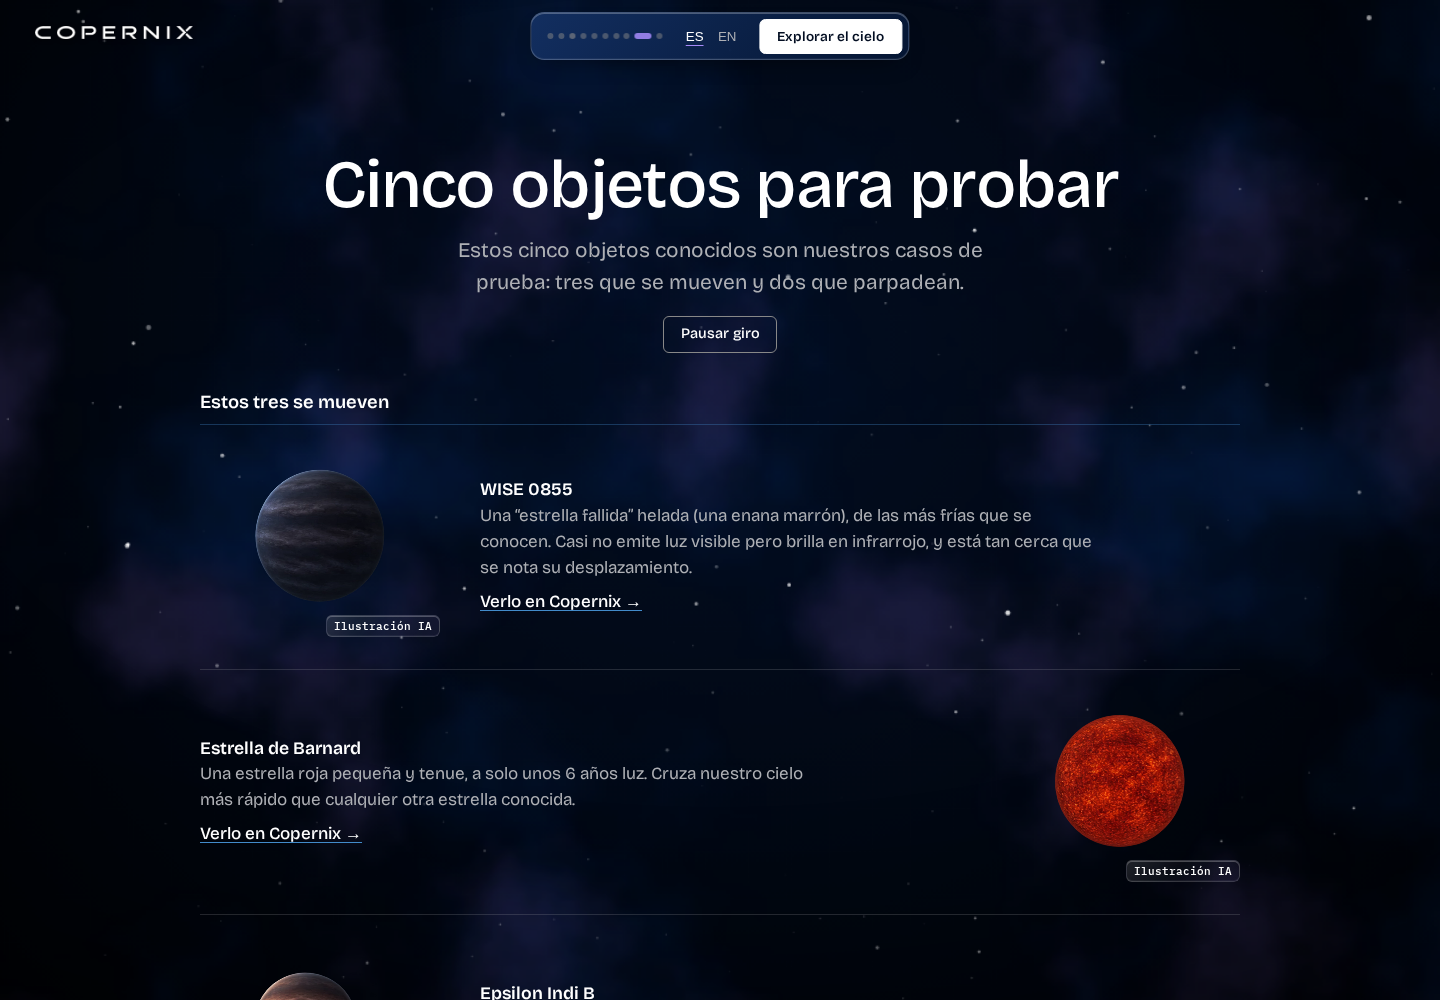 COPERNIX
ES EN Explorar el cielo
Cinco objetos para probar
Estos cinco objetos conocidos son nuestros casos de
prueba: tres que se mueven y dos que parpadean.
Pausar giro
Estos tres se mueven
WISE 0855
Una “estrella fallida” helada (una enana marrón), de las más frías que se
conocen. Casi no emite luz visible pero brilla en infrarrojo, y está tan cerca que
se nota su desplazamiento.
Verlo en Copernix →
Ilustración IA
Estrella de Barnard
Una estrella roja pequeña y tenue, a solo unos 6 años luz. Cruza nuestro cielo
más rápido que cualquier otra estrella conocida.
Verlo en Copernix →
Ilustración IA
Epsilon Indi B